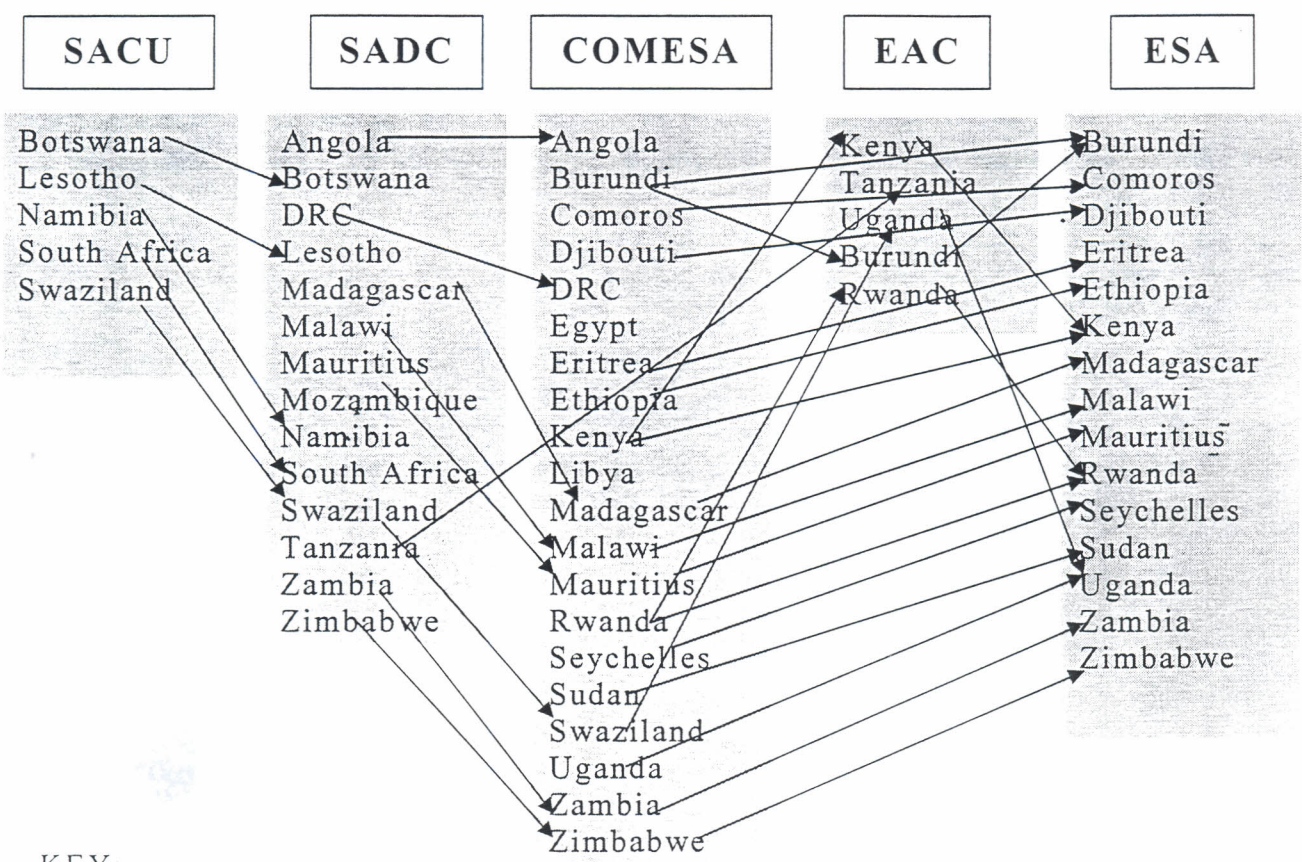 SACU
SADC
COMESA
EAC
ESA
Botswana
Lesotho
Namibia
South Africa
Swaziland
Angola
Botswana
DRC
Lesotho
Madagascar
Malawi
Mauritius
Mozambique
Namibia
South Africa
Swaziland
Tanzania
Zambia
Zimbabwe
Angola
Burundi
Comoros
Djibouti
DRC
Egypt
Eritrea
Ethiopia
Kenya
Libya
Madagascar
Malawi
Mauritius
Rwanda
Seychelles
Sudan
Swaziland
Uganda
Zambia
Zimbabwe
Kenya
Tanzania
Uganda
Burundi
Rwanda
Burundi
Comoros
Djibouti
Eritrea
Ethiopia
Kenya
Madagascar
Malawi
Mauritius
Rwanda
Seychelles
Sudan
Uganda
Zambia
Zimbabwe
KEY: